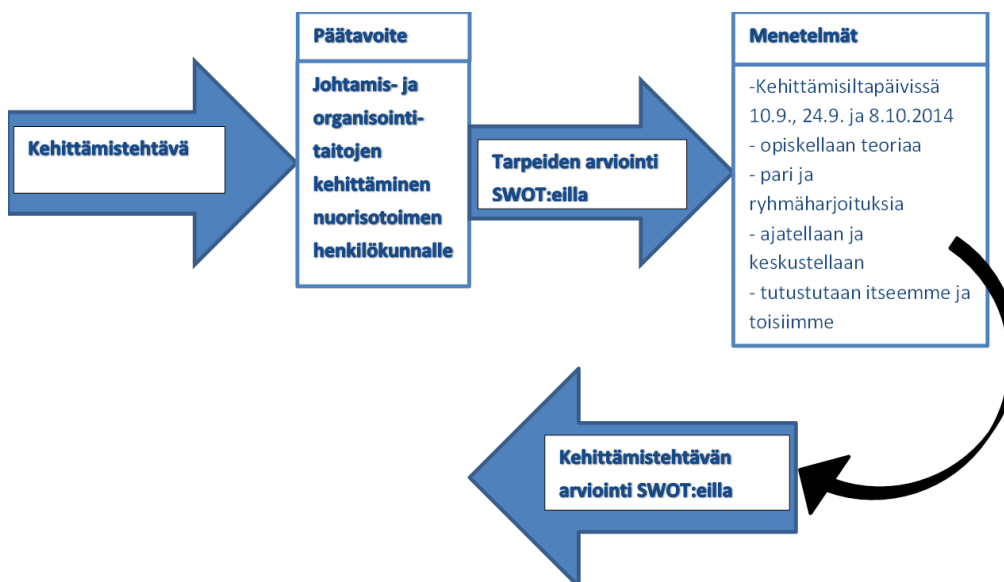 Kehittämistehtävä
Päätavoite
Johtamis- ja
organisointi-
taitojen
kehittäminen
nuorisotoimen
henkilökunnalle
Tarpeiden arviointi
SWOT:eilla
Menetelmät
-Kehittämisiltapäivissä
10.9., 24.9. ja 8.10.2014
- opiskellaan teoriaa
- pari ja
ryhmäharjoituksia
- ajatellaan ja
keskustellaan
- tutustutaan itseemme ja
toisiimme
Kehittämistehtävän
arviointi SWOT:eilla